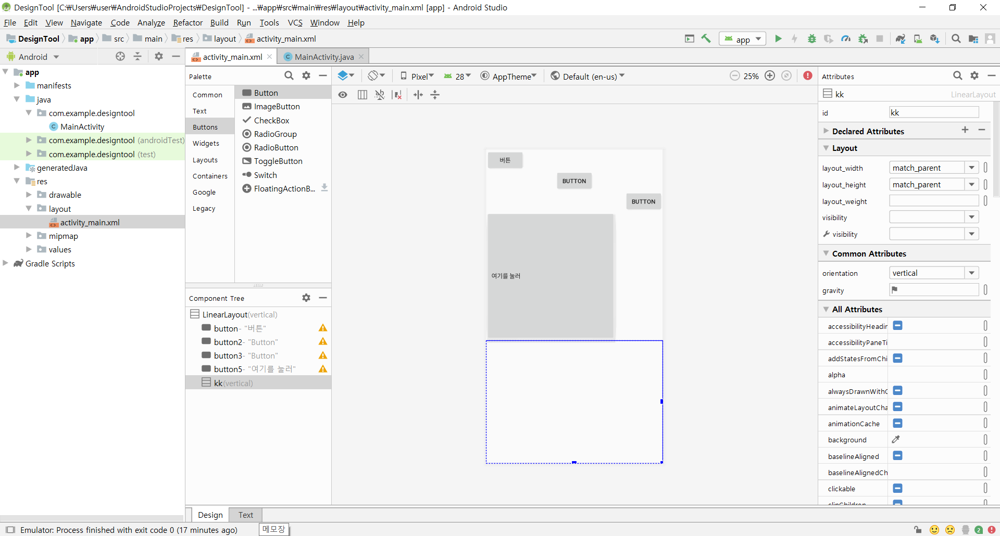 DesignTool [C:₩Users₩user₩AndroidStudioProjects₩DesignTool] - ...₩app₩src₩main₩res₩layout₩activity_main.xml [app] - Android Studio
File Edit View Navigate Code Analyze Refactor Build Run Tools VCS Window Help
DesignTool app src main res layout activity_main.xml
app
Android
activity_main.xml
MainActivity.java
app
manifests
java
com.example.designtool
MainActivity
com.example.designtool (androidTest)
com.example.designtool (test)
generatedJava
res
drawable
layout
activity_main.xml
mipmap
values
Gradle Scripts
Palette
Common
Text
Buttons
Widgets
Layouts
Containers
Google
Legacy
Button
ImageButton
CheckBox
RadioGroup
RadioButton
ToggleButton
Switch
FloatingActionB...
Component Tree
LinearLayout(vertical)
button- "버튼"
button2- "Button"
button3- "Button"
button5- "여기를 눌러"
kk(vertical)
Pixel 28 AppTheme Default (en-us) 25%
버튼
BUTTON
BUTTON
여기를 눌러
Attributes
kk LinearLayout
id kk
Declared Attributes
Layout
layout_width match_parent
layout_height match_parent
layout_weight
visibility
visibility
Common Attributes
orientation vertical
gravity
All Attributes
accessibilityHeadin
accessibilityPaneTi
addStatesFromChi
alpha
alwaysDrawnWithC
animateLayoutCha
animationCache
background
baselineAligned
baselineAlignedCh
clickable
clipChildren
Design Text
Emulator: Process finished with exit code 0 (17 minutes ago)
메모장
2